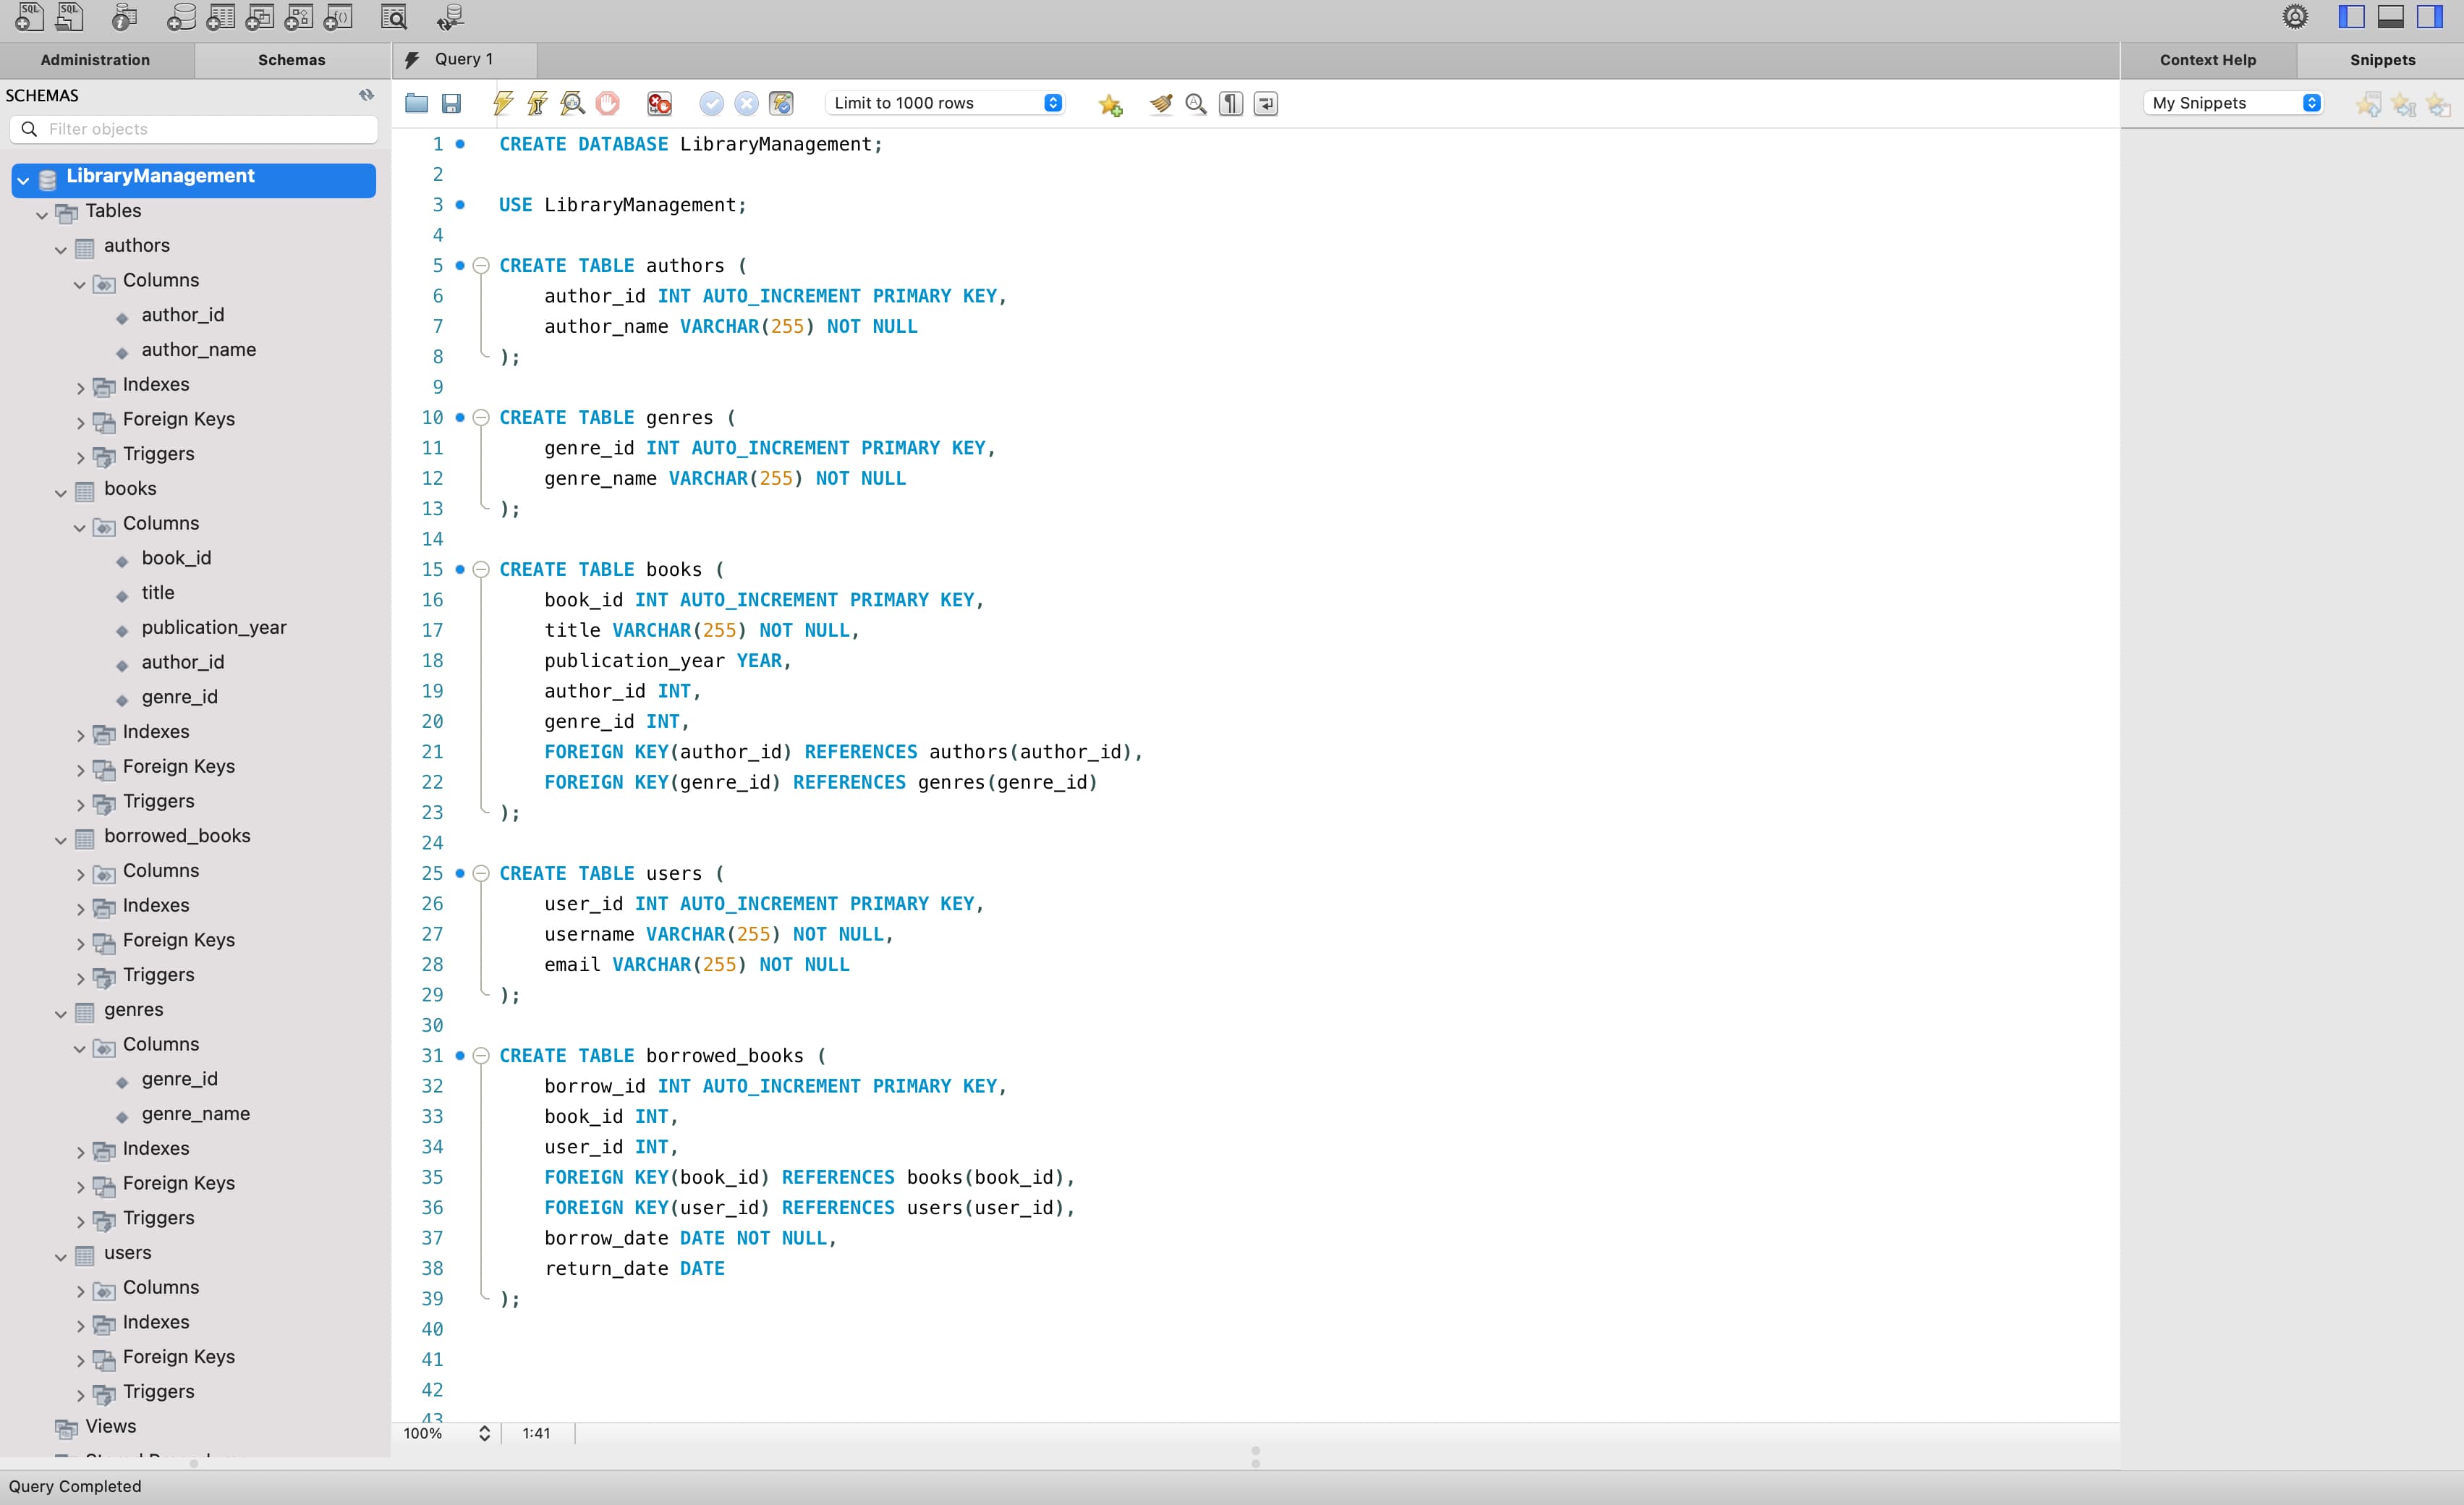 SQL
SQL
Administration
Schemas
SCHEMAS
Filter objects
LibraryManagement
Tables
authors
Columns
author_id
author_name
Indexes
Foreign Keys
Triggers
books
Columns
book_id
title
publication_year
author_id
genre_id
Indexes
Foreign Keys
Triggers
borrowed_books
Columns
Indexes
Foreign Keys
Triggers
genres
Columns
genre_id
genre_name
Indexes
Foreign Keys
Triggers
users
Columns
Indexes
Foreign Keys
Triggers
Views
Query 1
Limit to 1000 rows
1 CREATE DATABASE LibraryManagement;
2
3 USE LibraryManagement;
4
5 CREATE TABLE authors (
6 author_id INT AUTO_INCREMENT PRIMARY KEY,
7 author_name VARCHAR(255) NOT NULL
8 );
9
10 CREATE TABLE genres (
11 genre_id INT AUTO_INCREMENT PRIMARY KEY,
12 genre_name VARCHAR(255) NOT NULL
13 );
14
15 CREATE TABLE books (
16 book_id INT AUTO_INCREMENT PRIMARY KEY,
17 title VARCHAR(255) NOT NULL,
18 publication_year YEAR,
19 author_id INT,
20 genre_id INT,
21 FOREIGN KEY(author_id) REFERENCES authors(author_id),
22 FOREIGN KEY(genre_id) REFERENCES genres(genre_id)
23 );
24
25 CREATE TABLE users (
26 user_id INT AUTO_INCREMENT PRIMARY KEY,
27 username VARCHAR(255) NOT NULL,
28 email VARCHAR(255) NOT NULL
29 );
30
31 CREATE TABLE borrowed_books (
32 borrow_id INT AUTO_INCREMENT PRIMARY KEY,
33 book_id INT,
34 user_id INT,
35 FOREIGN KEY(book_id) REFERENCES books(book_id),
36 FOREIGN KEY(user_id) REFERENCES users(user_id),
37 borrow_date DATE NOT NULL,
38 return_date DATE
39 );
40
41
42
43
100%
1:41
Context Help
Snippets
My Snippets
Query Completed